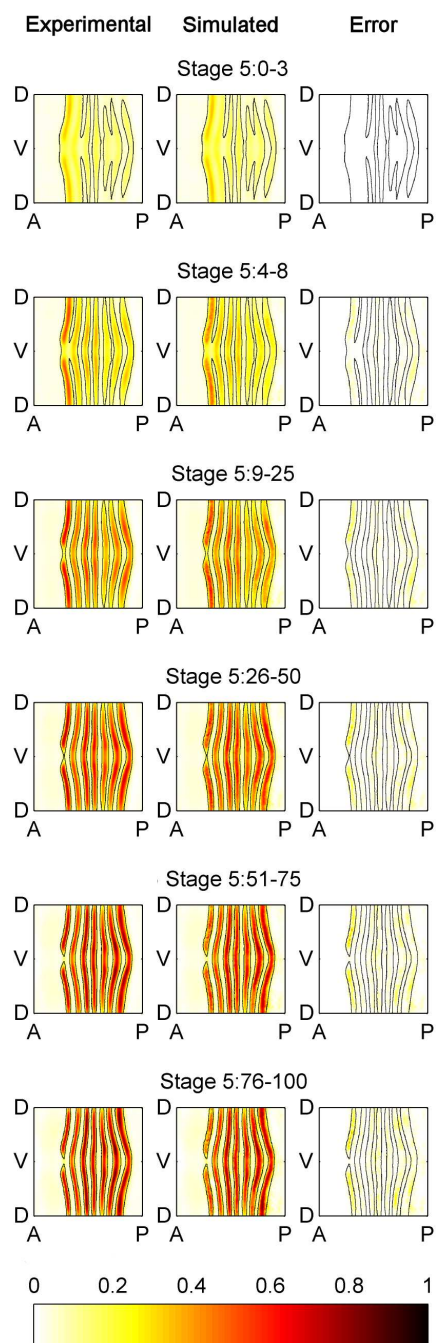 Experimental Simulated Error
Stage 5:0-3
D
V
D
A P A P A P
Stage 5:4-8
D
V
D
A P A P A P
Stage 5:9-25
D
V
D
A P A P A P
Stage 5:26-50
D
V
D
A P A P A P
Stage 5:51-75
D
V
D
A P A P A P
Stage 5:76-100
D
V
D
A P A P A P
0 0.2 0.4 0.6 0.8 1